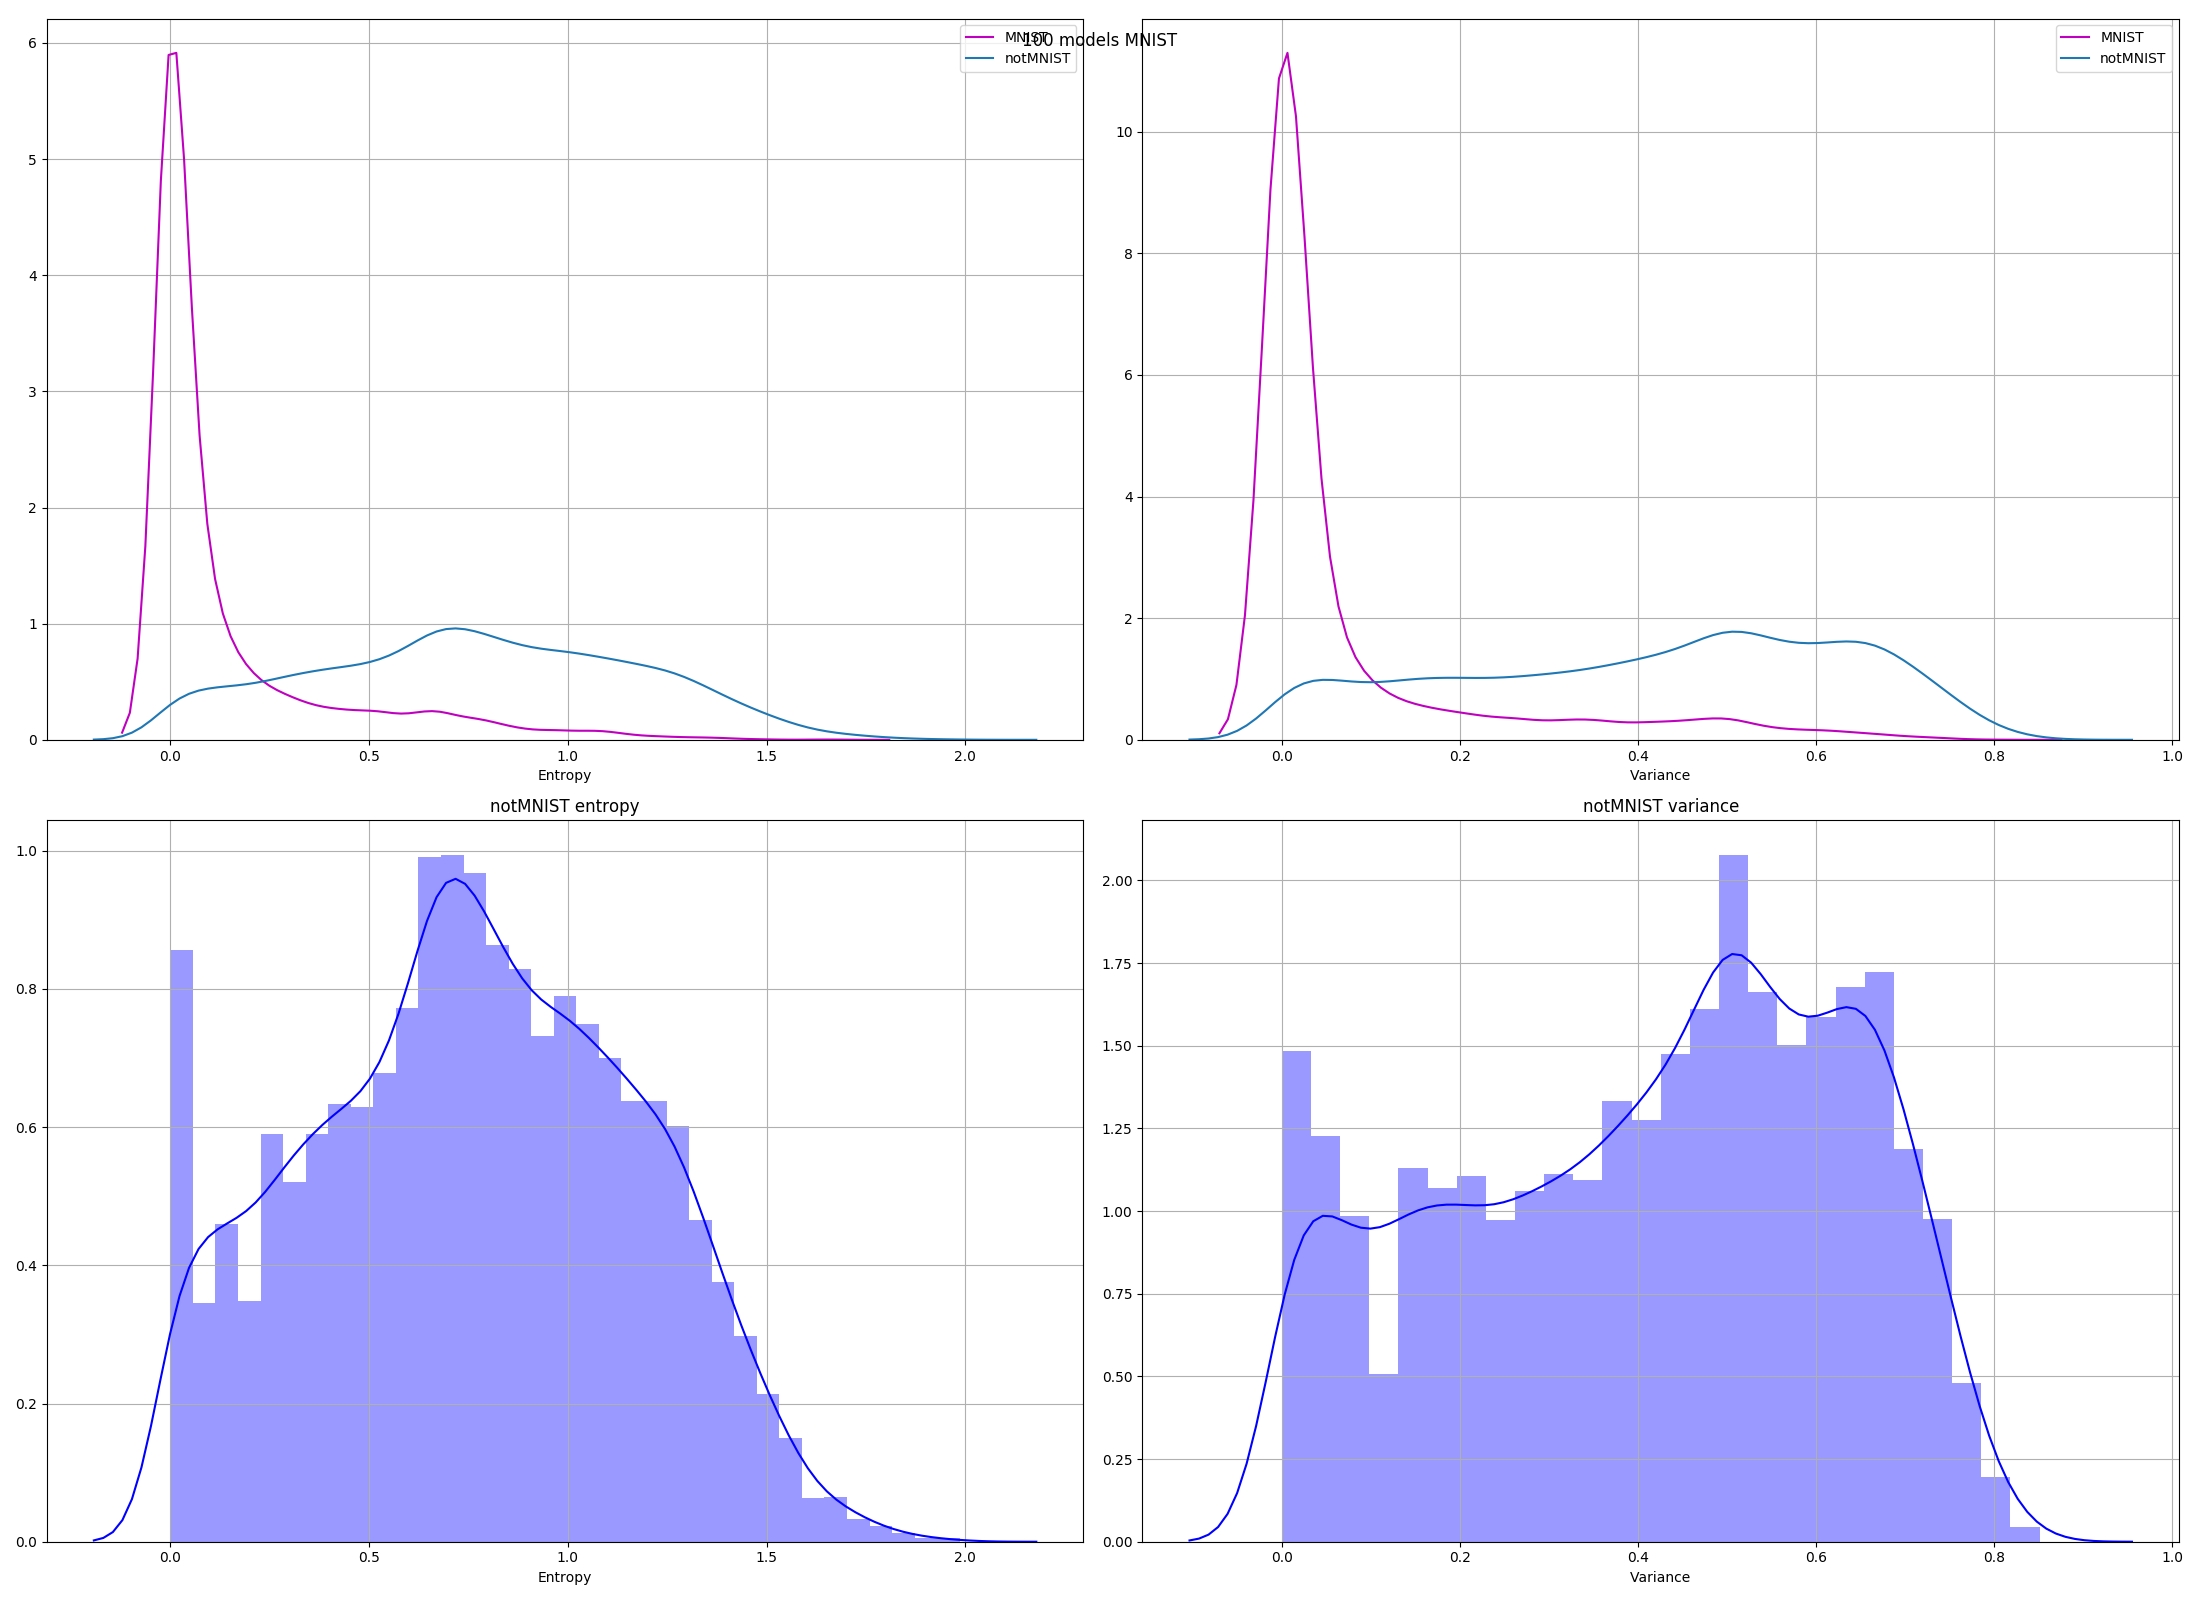 100 models MNIST
MNIST
notMNIST
6
5
4
3
2
1
0
0.0 0.5 1.0 1.5 2.0
Entropy
MNIST
notMNIST
10
8
6
4
2
0
0.0 0.2 0.4 0.6 0.8 1.0
Variance
notMNIST entropy
1.0
0.8
0.6
0.4
0.2
0.0
0.0 0.5 1.0 1.5 2.0
Entropy
notMNIST variance
2.00
1.75
1.50
1.25
1.00
0.75
0.50
0.25
0.00
0.0 0.2 0.4 0.6 0.8 1.0
Variance